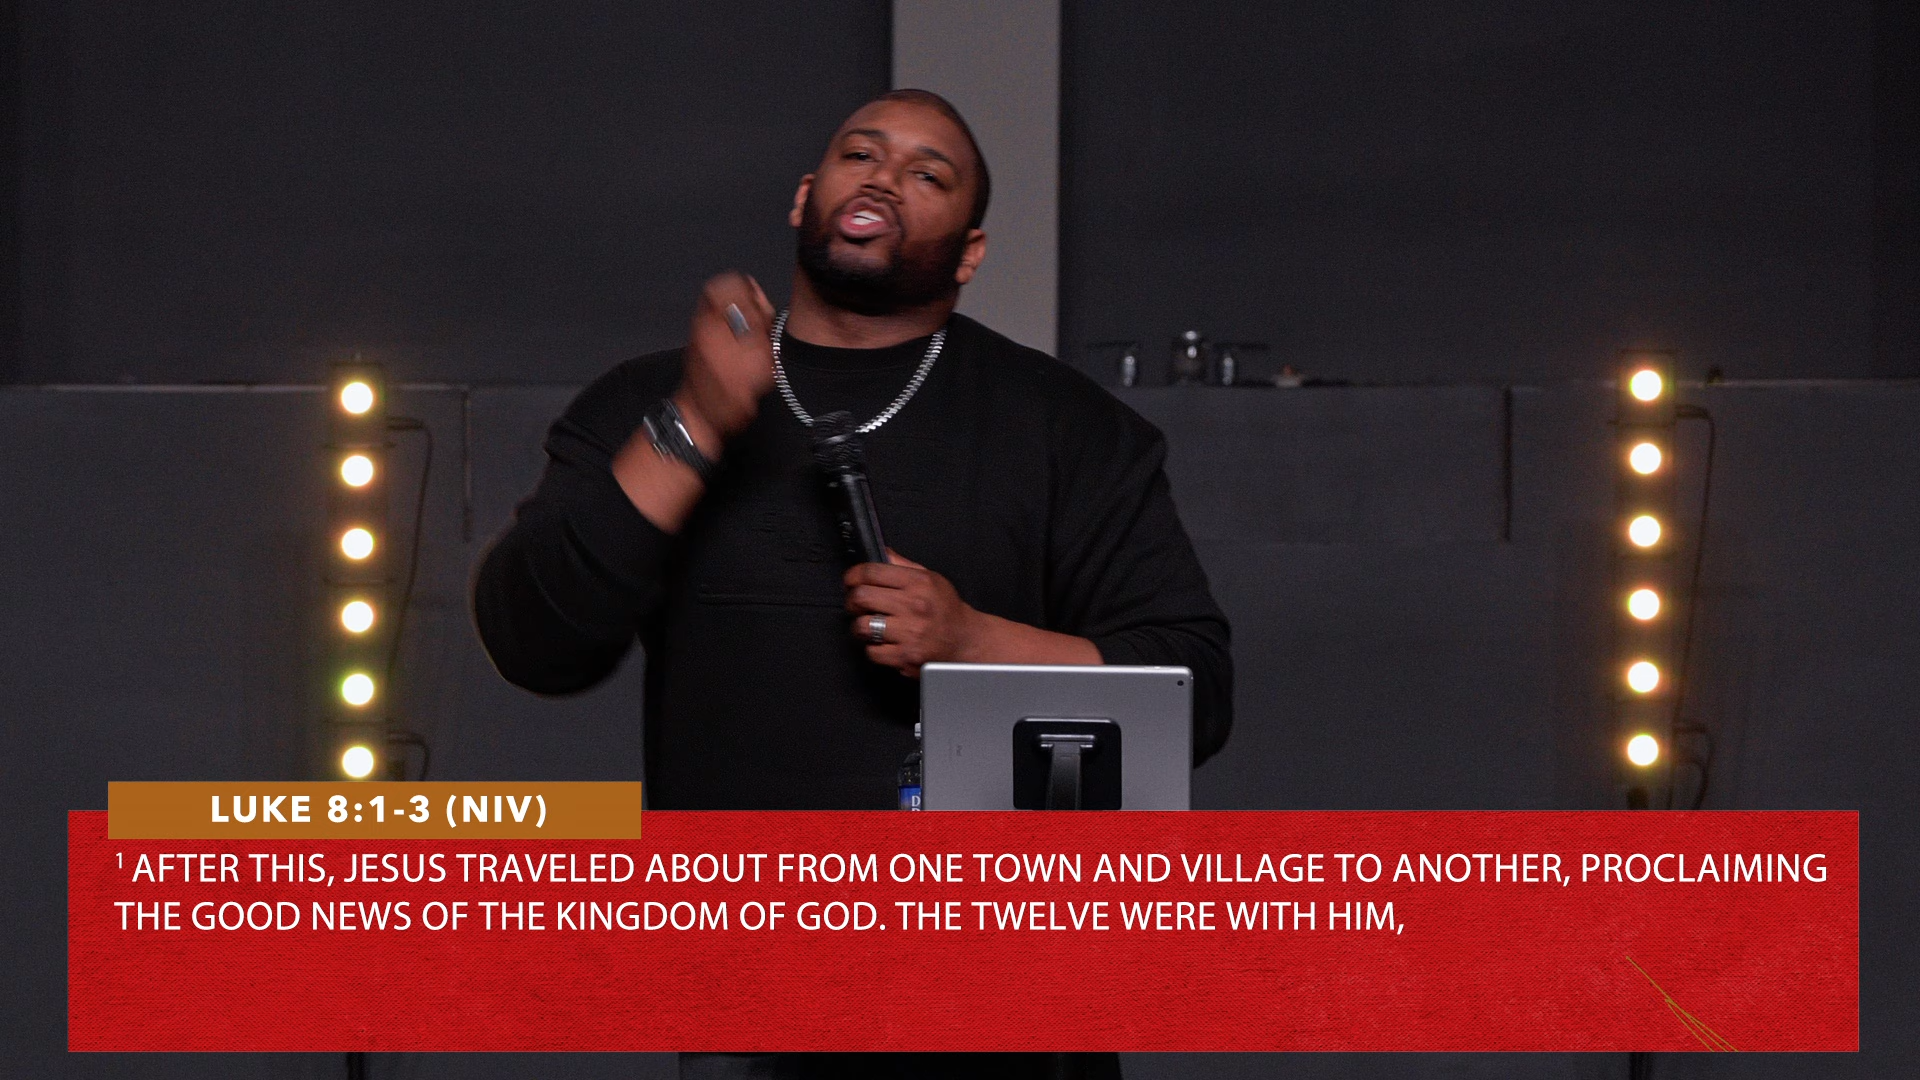 LUKE 8:1-3 (NIV)
1 AFTER THIS, JESUS TRAVELED ABOUT FROM ONE TOWN AND VILLAGE TO ANOTHER, PROCLAIMING
THE GOOD NEWS OF THE KINGDOM OF GOD. THE TWELVE WERE WITH HIM,